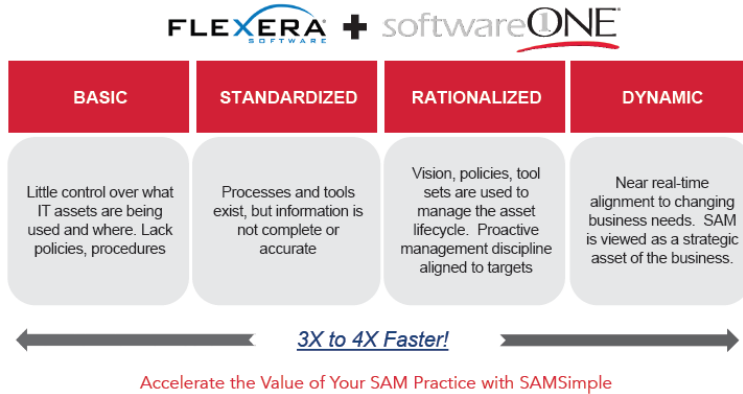 FLEXERA + softwareONE
SOFTWARE
BASIC
STANDARDIZED
RATIONALIZED
DYNAMIC
Little control over what
IT assets are being
used and where. Lack
policies, procedures
Processes and tools
exist, but information is
not complete or
accurate
Vision, policies, tool
sets are used to
manage the asset
lifecycle. Proactive
management discipline
aligned to targets
Near real-time
alignment to changing
business needs. SAM
is viewed as a strategic
asset of the business.
3X to 4X Faster!
Accelerate the Value of Your SAM Practice with SAMSimple